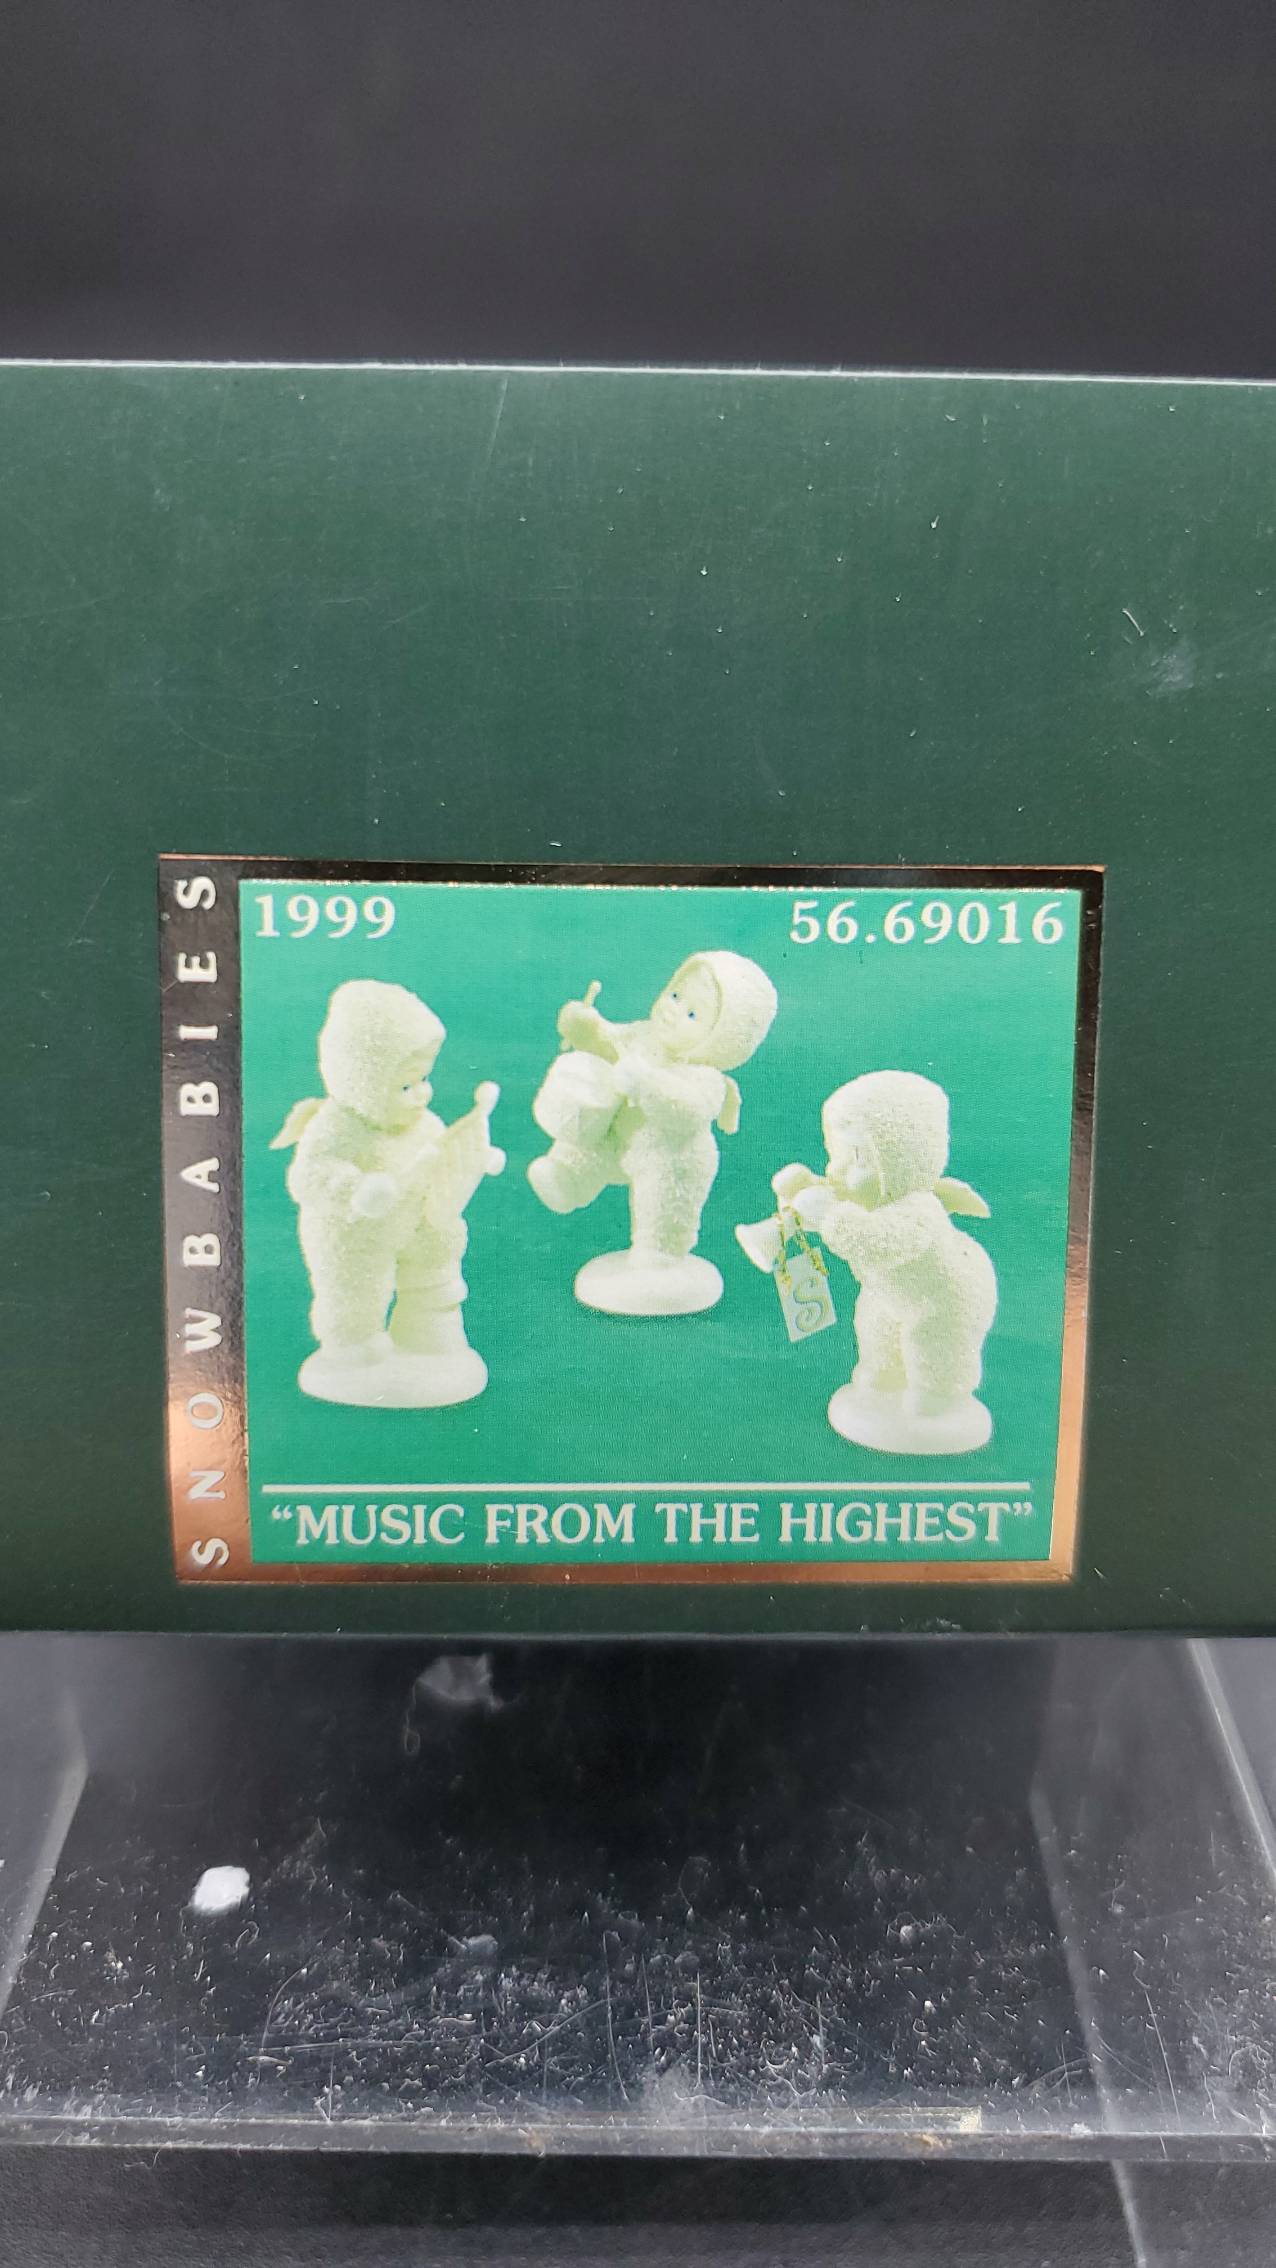 SNOWBABIES
1999
56.69016
S
"MUSIC FROM THE HIGHEST"